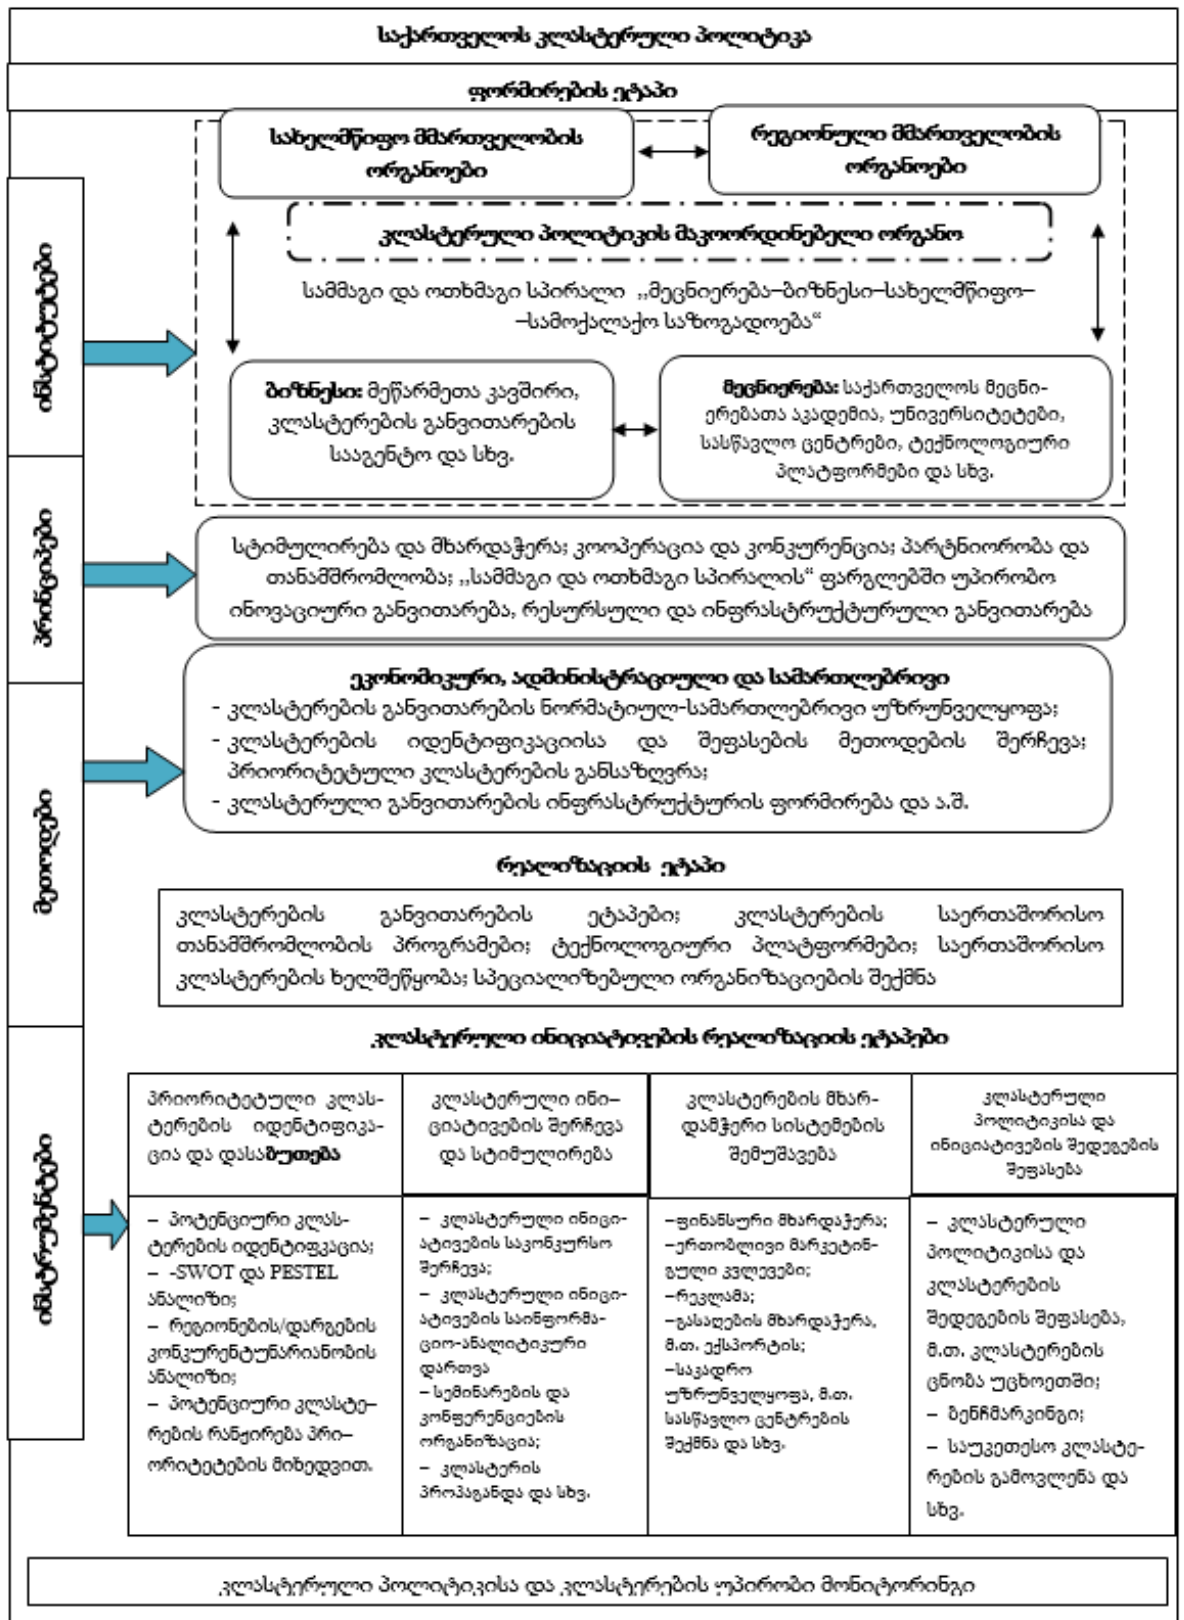 საქართველოს კლასტერული პოლიტიკა
ფორმირების ეტაპი
სახელმწიფო მმართველობის
ორგანოები
რეგიონული მმართველობის
ორგანოები
კლასტერული პოლიტიკის მაკოორდინებელი ორგანო
სამმაგი და ოთხმაგი სპირალი ,,მეცნიერება–ბიზნესი–სახელმწიფო–
–სამოქალაქო საზოგადოება“
ბიზნესი: მეწარმეთა კავშირი,
კლასტერების განვითარების
სააგენტო და სხვ.
მეცნიერება: საქართველოს მეცნი-
ერებათა აკადემია, უნივერსიტეტები,
სასწავლო ცენტრები, ტექნოლოგიური
პლატფორმები და სხვ.
ინსტიტუტები
პრინციპები
სტიმულირება და მხარდაჭერა; კოოპერაცია და კონკურენცია; პარტნიორობა და
თანამშრომლობა; ,,სამმაგი და ოთხმაგი სპირალის“ ფარგლებში უპირობო
ინოვაციური განვითარება, რესურსული და ინფრასტრუქტურული განვითარება
მეთოდები
ეკონომიკური, ადმინისტრაციული და სამართლებრივი
- კლასტერების განვითარების ნორმატიულ-სამართლებრივი უზრუნველყოფა;
- კლასტერების იდენტიფიკაციისა და შეფასების მეთოდების შერჩევა;
პრიორიტეტული კლასტერების განსაზღვრა;
- კლასტერული განვითარების ინფრასტრუქტურის ფორმირება და ა.შ.
რეალიზაციის ეტაპი
კლასტერების განვითარების ეტაპები; კლასტერების საერთაშორისო
თანამშრომლობის პროგრამები; ტექნოლოგიური პლატფორმები; საერთაშორისო
კლასტერების ხელშეწყობა; სპეციალიზებული ორგანიზაციების შექმნა
ინსტრუმენტები
კლასტერული ინიციატივების რეალიზაციის ეტაპები
პრიორიტეტული კლას-
ტერების იდენტიფიკა-
ცია და დასაბუთება
კლასტერული ინი–
ციატივების შერჩევა
და სტიმულირება
კლასტერების მხარ-
დამჭერი სისტემების
შემუშავება
კლასტერული
პოლიტიკისა და
ინიციატივების შედეგების
შეფასება
– პოტენციური კლას-
ტერების იდენტიფკაცია;
– -SWOT და PESTEL
ანალიზი;
– რეგიონების/დარგების
კონკურენტუნარიანობის
ანალიზი;
– პოტენციური კლასტე–
რების რანჟირება პრი–
ორიტეტების მიხედვით.
– კლასტერული ინიცი-
ატივების საკონკურსო
შერჩევა;
– კლასტერული ინიცი-
ატივების საინფორმა-
ციო-ანალიტიკური
დართვა
– სემინარების და
კონფერენციების
ორგანიზაცია;
– კლასტერის
პროპაგანდა და სხვ.
–ფინანსური მხარდაჭერა;
–ერთობლივი მარკეტინ-
გული კვლევები;
–რეკლამა;
–გასაღების მხარდაჭერა,
მ.თ. ექსპორტის;
–საკადრო
უზრუნველყოფა, მ.თ.
სასწავლო ცენტრების
შექმნა და სხვ.
– კლასტერული
პოლიტიკისა და
კლასტერების
შედეგების შეფასება,
მ.თ. კლასტერების
ცნობა უცხოეთში;
– ბენჩმარკინგი;
– საუკეთესო კლასტე-
რების გამოვლენა და
სხვ.
კლასტერული პოლიტიკისა და კლასტერების უპირობი მონიტორინგი